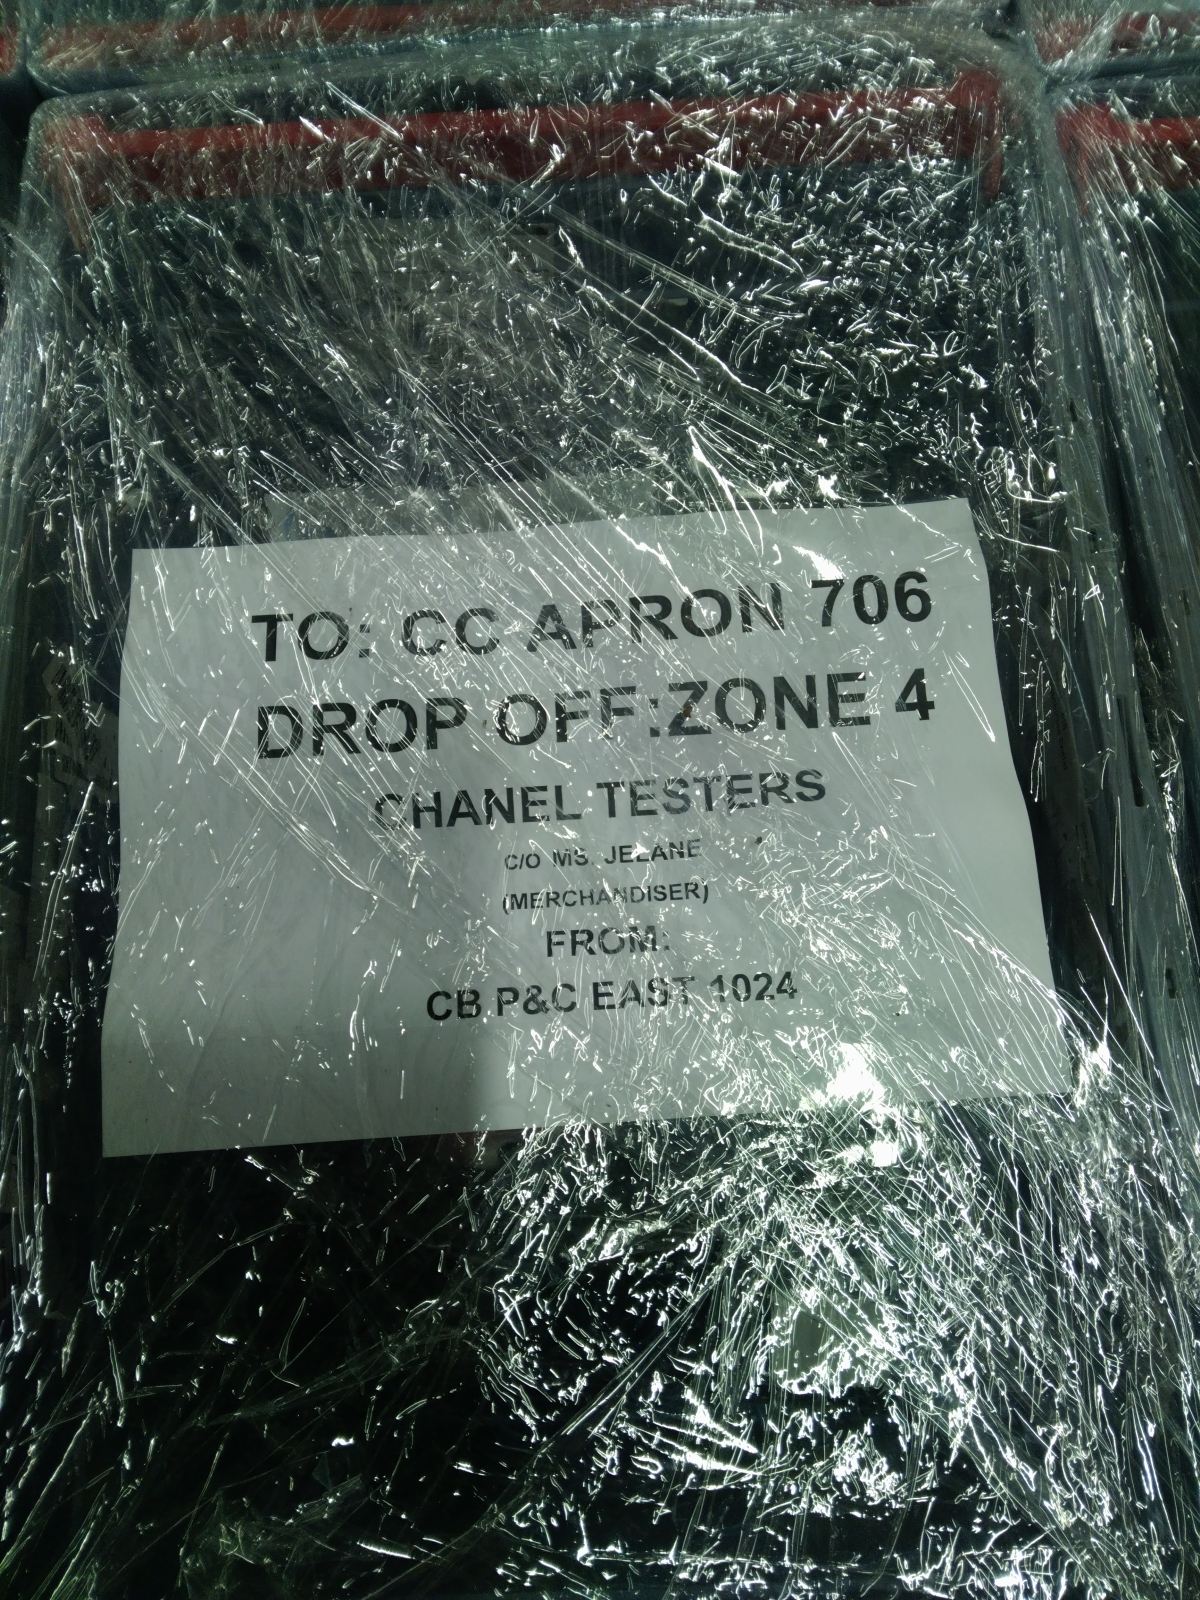 TO: CC APRON 706
DROP OFF:ZONE 4
CHANEL TESTERS
C/O MS. JELANE
(MERCHANDISER)
FROM:
CB P&C EAST 1024